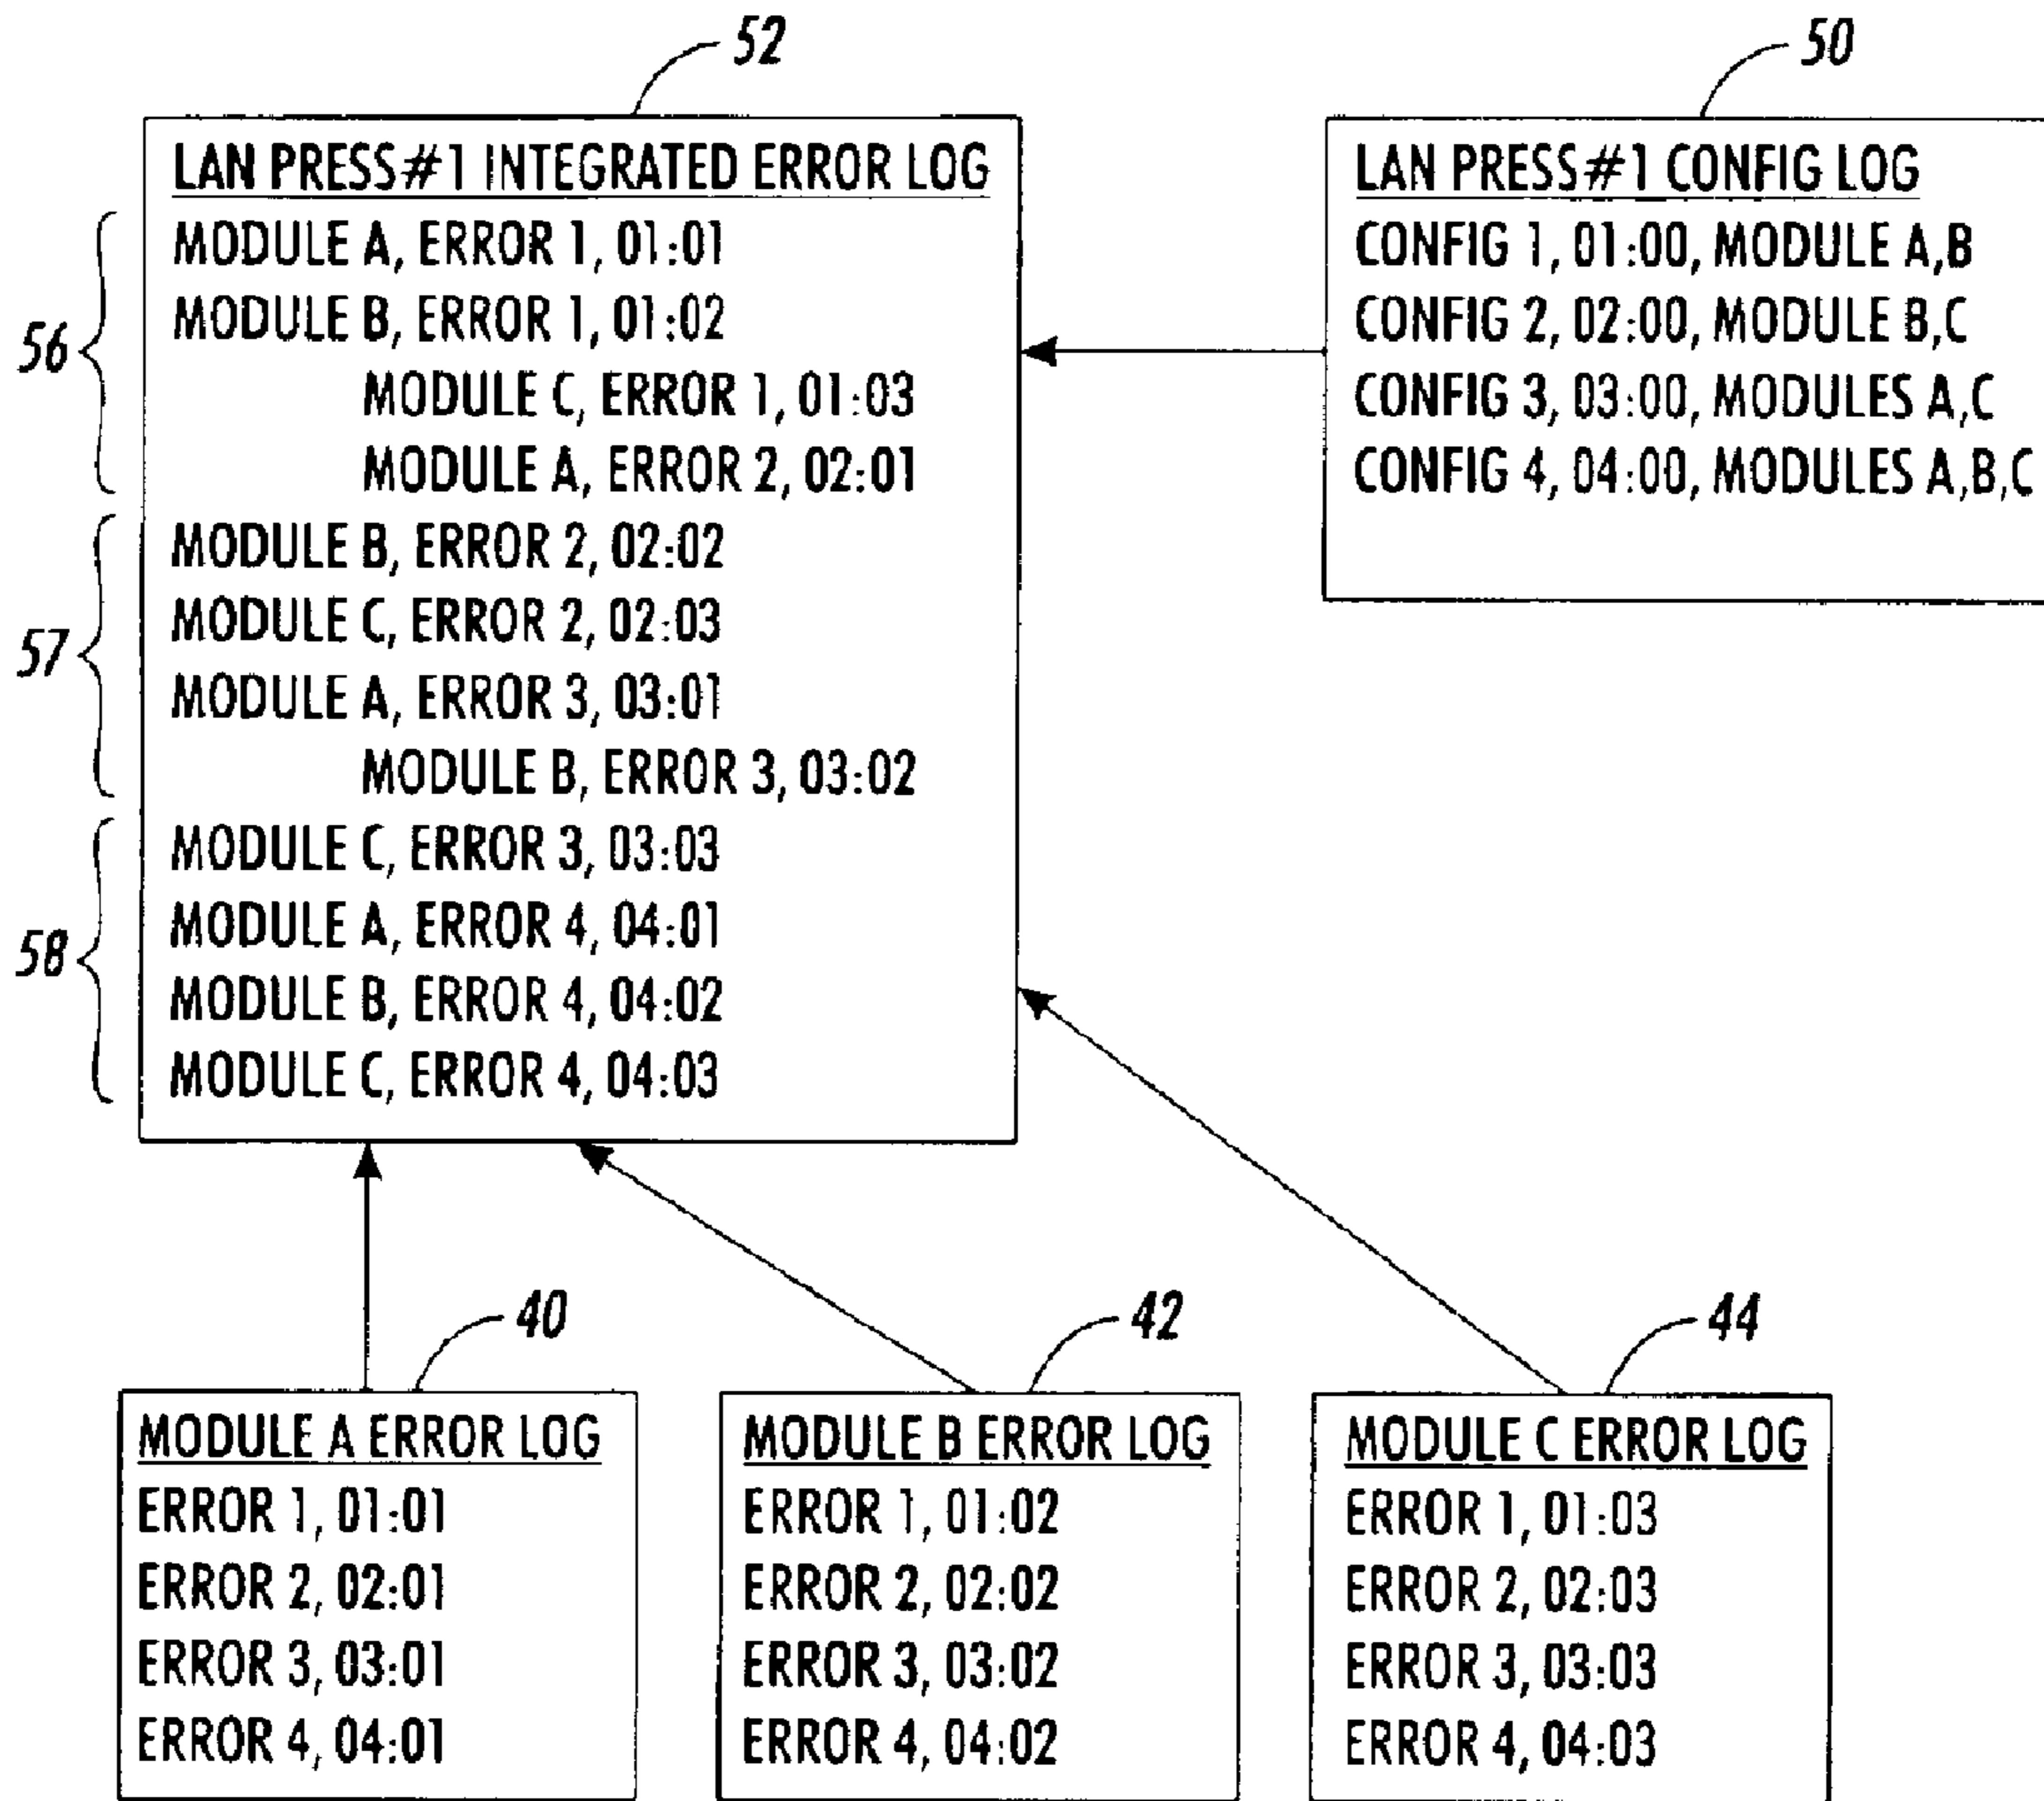 52
LAN PRESS #1 INTEGRATED ERROR LOG
MODULE A, ERROR 1, 01:01
MODULE B, ERROR 1, 01:02
MODULE C, ERROR 1, 01:03
MODULE A, ERROR 2, 02:01
56
MODULE B, ERROR 2, 02:02
MODULE C, ERROR 2, 02:03
MODULE A, ERROR 3, 03:01
MODULE B, ERROR 3, 03:02
57
MODULE C, ERROR 3, 03:03
MODULE A, ERROR 4, 04:01
MODULE B, ERROR 4, 04:02
MODULE C, ERROR 4, 04:03
58
50
LAN PRESS #1 CONFIG LOG
CONFIG 1, 01:00, MODULE A,B
CONFIG 2, 02:00, MODULE B,C
CONFIG 3, 03:00, MODULES A,C
CONFIG 4, 04:00, MODULES A,B,C
40
MODULE A ERROR LOG
ERROR 1, 01:01
ERROR 2, 02:01
ERROR 3, 03:01
ERROR 4, 04:01
42
MODULE B ERROR LOG
ERROR 1, 01:02
ERROR 2, 02:02
ERROR 3, 03:02
ERROR 4, 04:02
44
MODULE C ERROR LOG
ERROR 1, 01:03
ERROR 2, 02:03
ERROR 3, 03:03
ERROR 4, 04:03